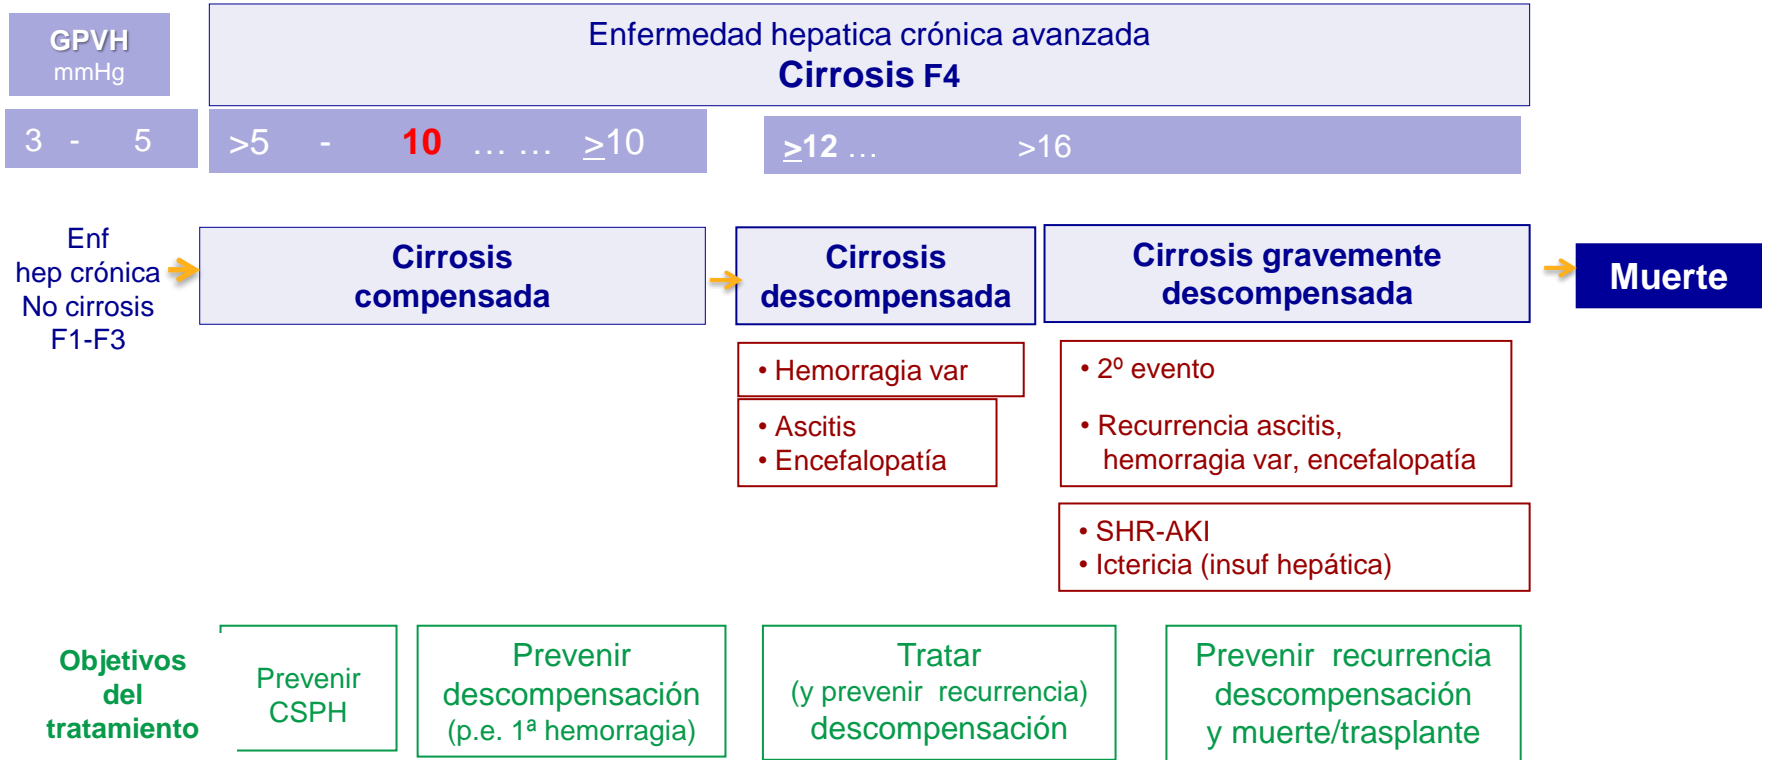 GPVH
mmHg
Enfermedad hepatica crónica avanzada
Cirrosis F4
3 - 5
>5 - 10 … … ≥10
≥12 … >16
Enf
hep crónica
No cirrosis
F1-F3
Cirrosis
compensada
Cirrosis
descompensada
Cirrosis gravemente
descompensada
Muerte
• Hemorragia var
• Ascitis
• Encefalopatía
• 2º evento
• Recurrencia ascitis,
hemorragia var, encefalopatía
• SHR-AKI
• Ictericia (insuf hepática)
Objetivos
del
tratamiento
Prevenir
CSPH
Prevenir
descompensación
(p.e. 1ª hemorragia)
Tratar
(y prevenir recurrencia)
descompensación
Prevenir recurrencia
descompensación
y muerte/trasplante